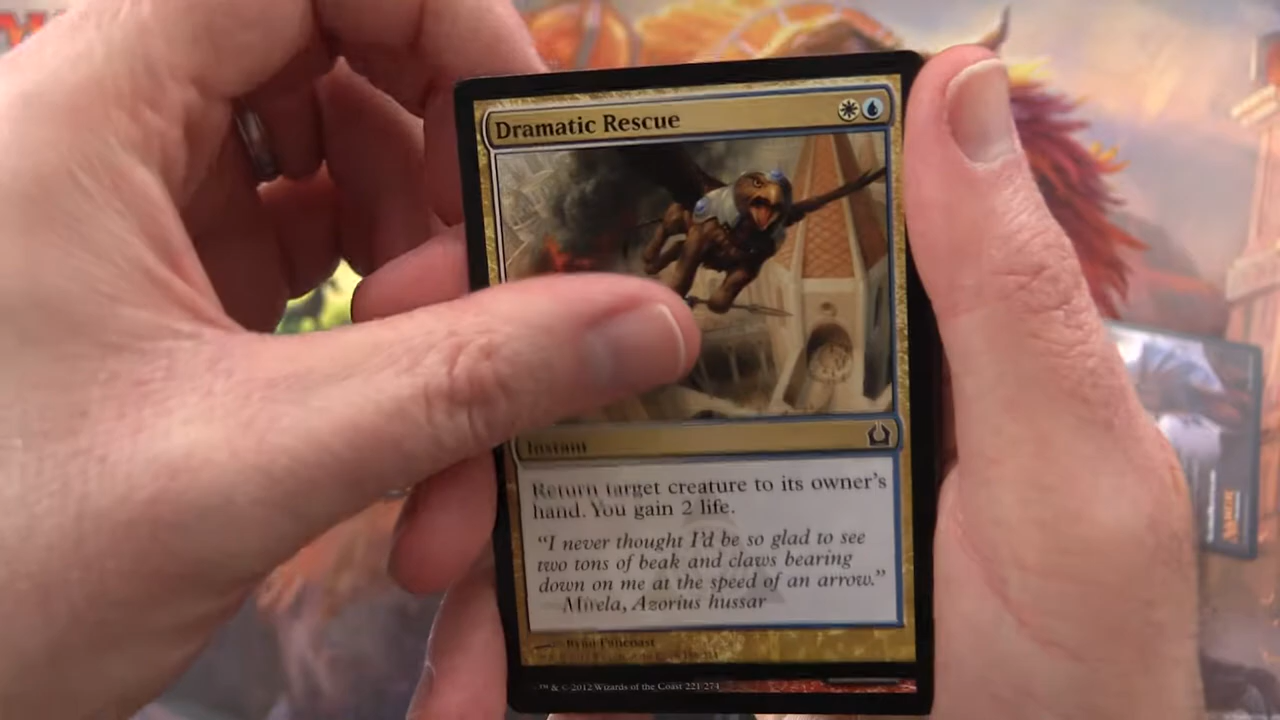 Dramatic Rescue
Instant
Return target creature to its owner's
hand. You gain 2 life.
"I never thought I'd be so glad to see
two tons of beak and claws bearing
down on me at the speed of an arrow."
Mirela, Azorius hussar
Ryan Pancoast
™ & © 2012 Wizards of the Coast 221/274